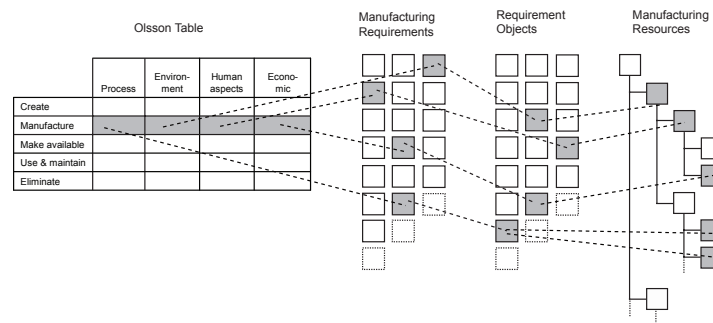 Olsson Table
Manufacturing
Requirements
Requirement
Objects
Manufacturing
Resources
Process
Environ-
ment
Human
aspects
Econo-
mic
Create
Manufacture
Make available
Use & maintain
Eliminate